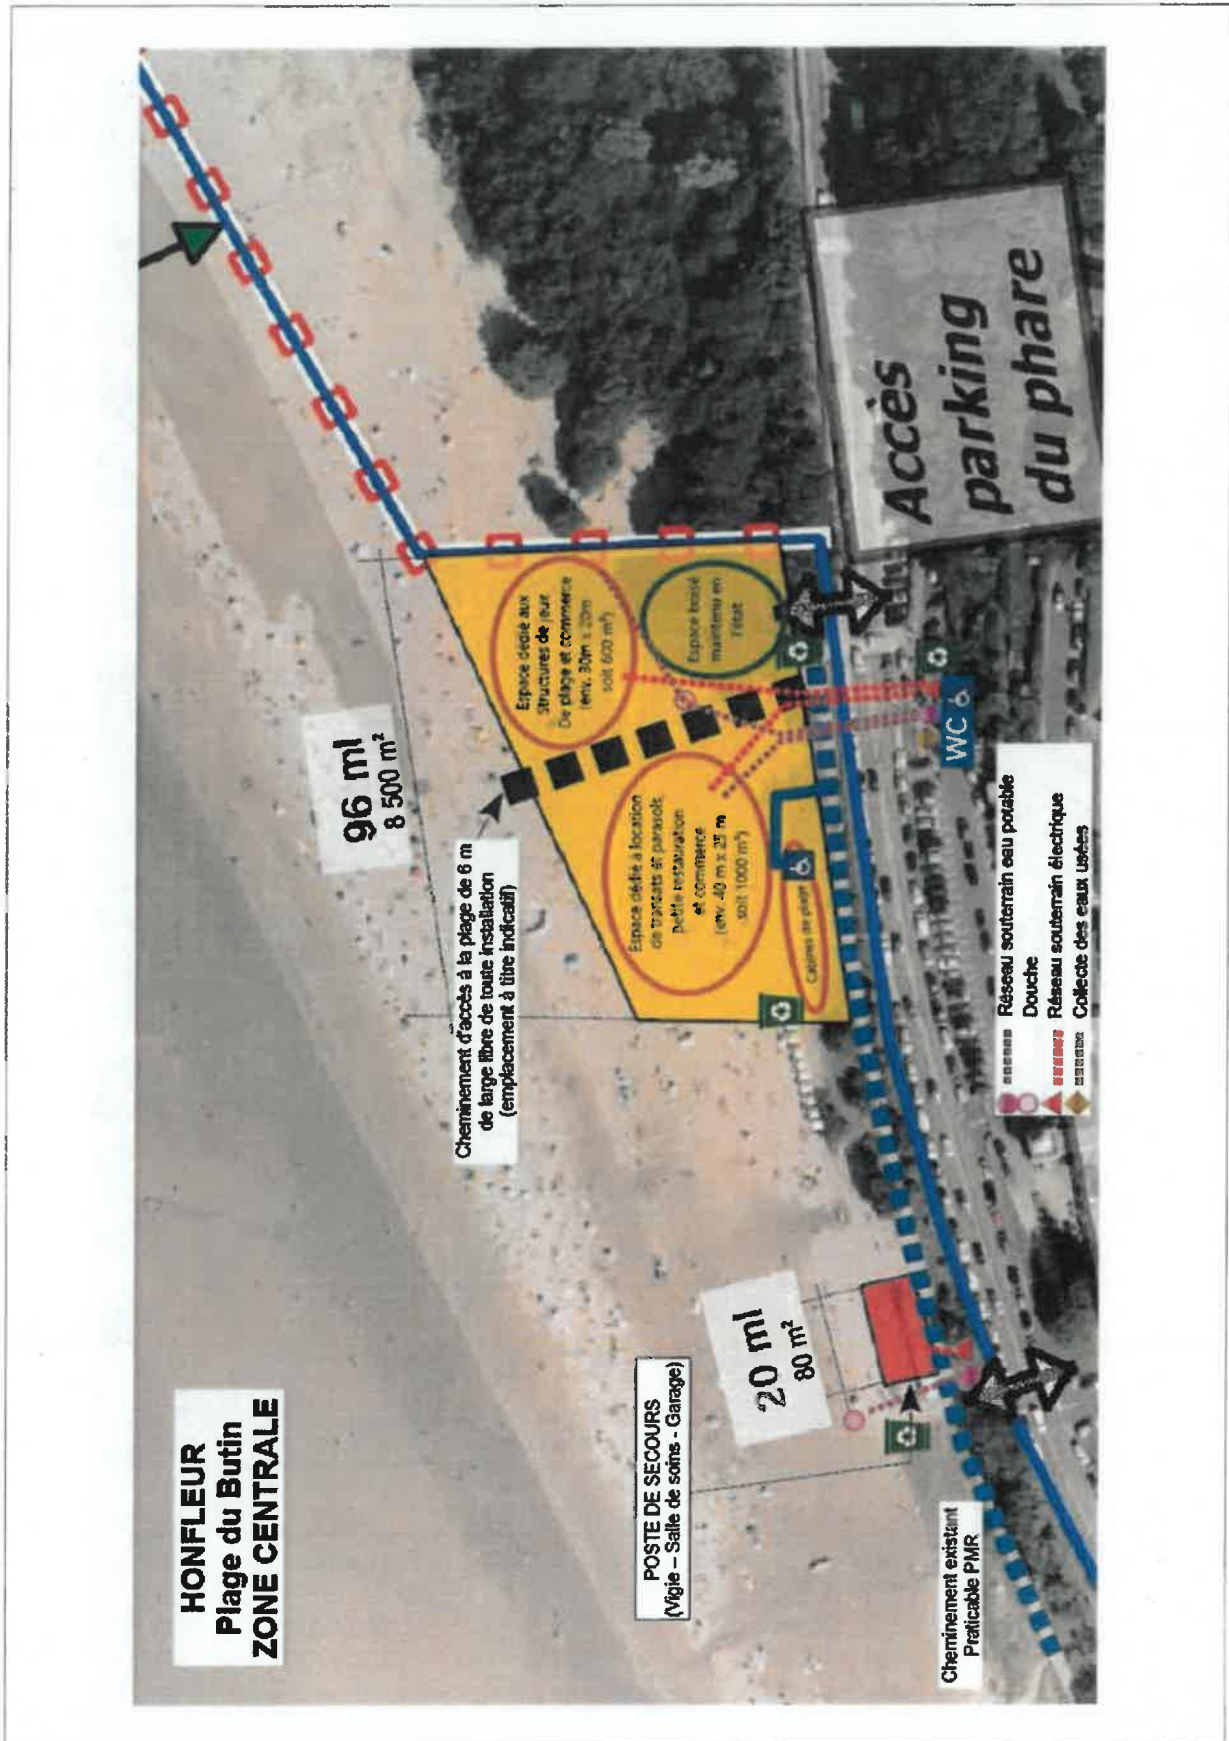 HONFLEUR
Plage du Butin
ZONE CENTRALE
96 ml
8 500 m²
Cheminement d'accès à la plage de 6 m
de large libre de toute installation
(emplacement à titre indicatif)
Espace dédié aux
Structures de jeux
De plage et commerce
(env. 30m x 20m
soit 600 m²)
Espace boisé
maintenu en
l'état
Espace dédié à location
de transats et parasols,
petite restauration
et commerce
(env. 40 m x 25 m
soit 1000 m²)
Cabines de plage
POSTE DE SECOURS
(Vigie – Salle de soins - Garage)
20 ml
80 m²
Cheminement existant
Praticable PMR
WC
Accès
parking
du phare
Réseau souterrain eau potable
Douche
Réseau souterrain électrique
Collecte des eaux usées